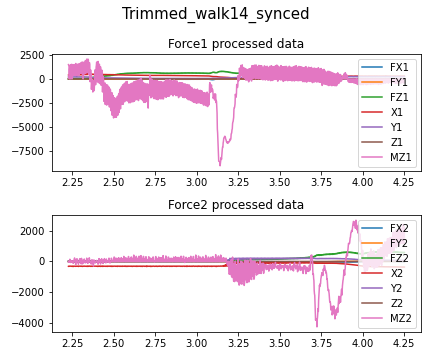 Trimmed_walk14_synced
Force1 processed data
2500
0
−2500
−5000
−7500
FX1
FY1
FZ1
X1
Y1
Z1
MZ1
2.25 2.50 2.75 3.00 3.25 3.50 3.75 4.00 4.25
Force2 processed data
2000
0
−2000
−4000
FX2
FY2
FZ2
X2
Y2
Z2
MZ2
2.25 2.50 2.75 3.00 3.25 3.50 3.75 4.00 4.25